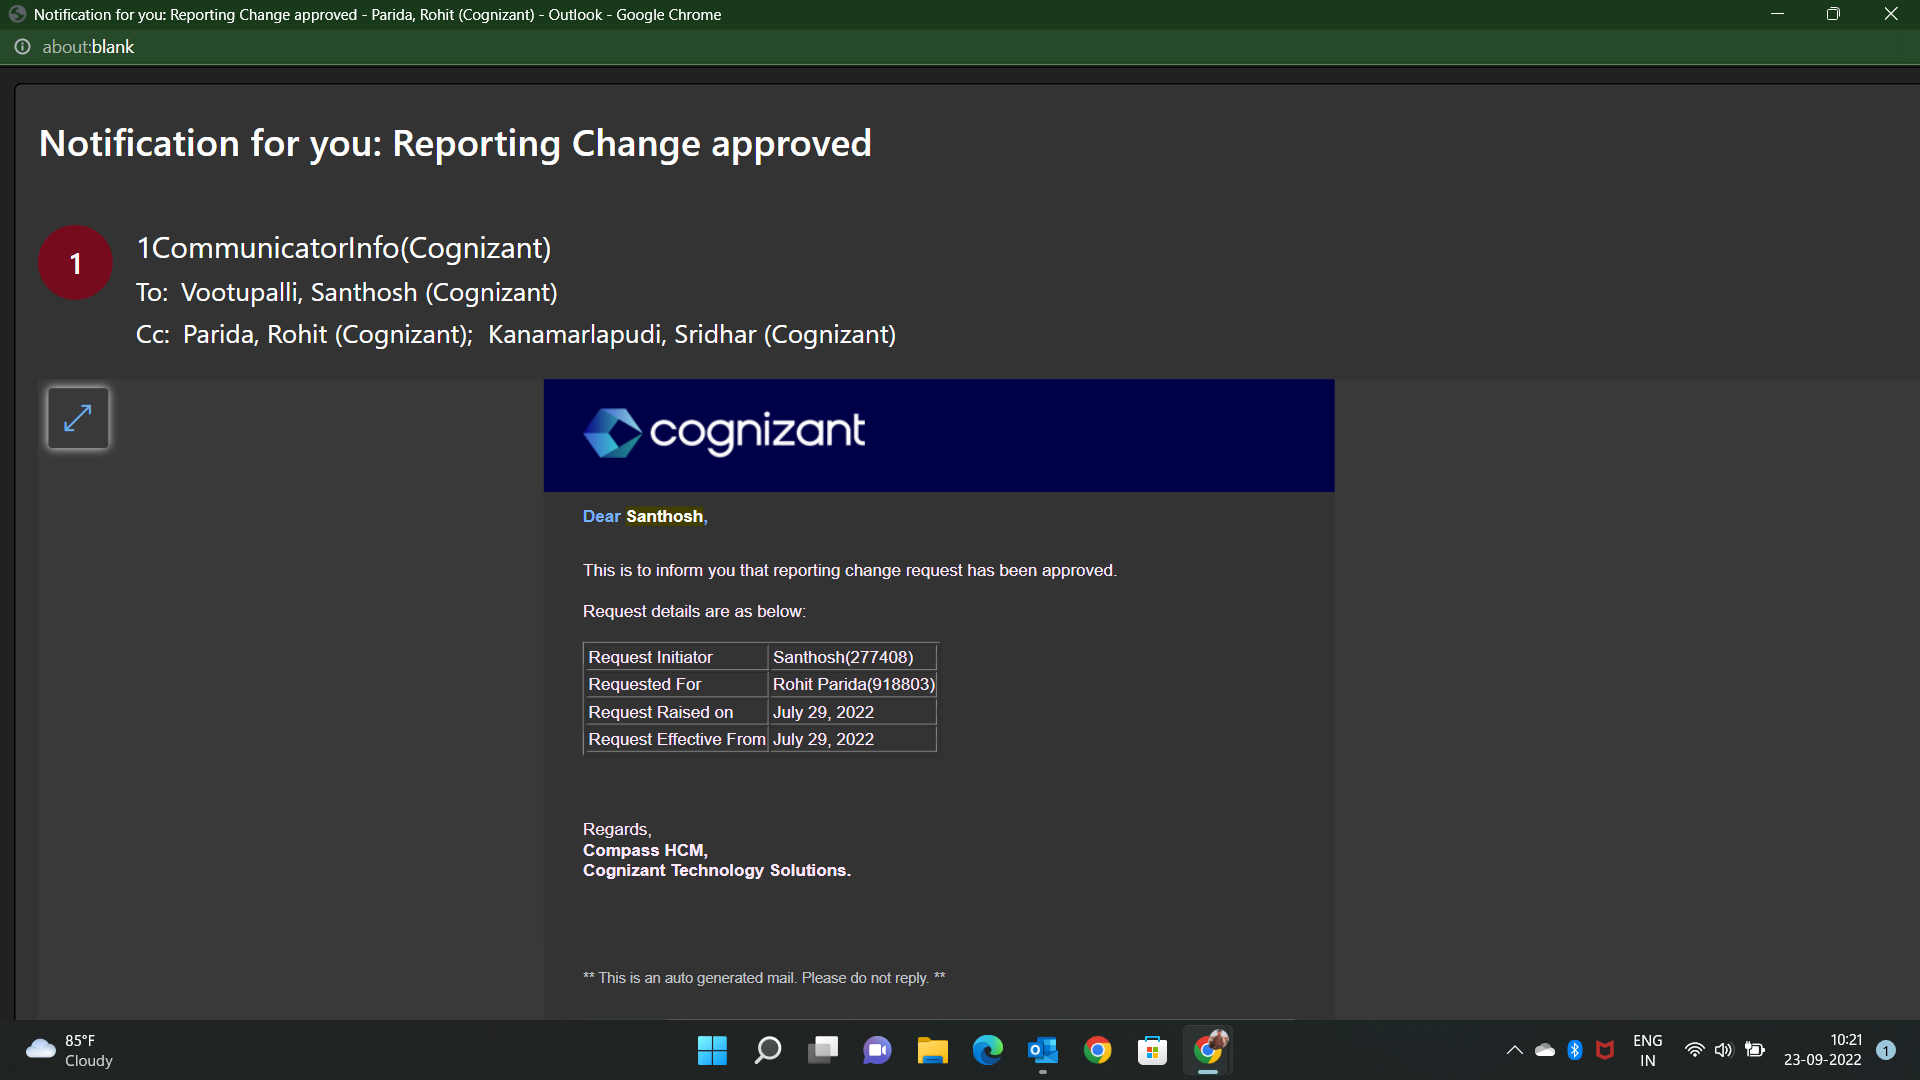 Notification for you: Reporting Change approved - Parida, Rohit (Cognizant) - Outlook - Google Chrome
about:blank
Notification for you: Reporting Change approved
1
1CommunicatorInfo(Cognizant)
To: Vootupalli, Santhosh (Cognizant)
Cc: Parida, Rohit (Cognizant); Kanamarlapudi, Sridhar (Cognizant)
cognizant
Dear Santhosh,
This is to inform you that reporting change request has been approved.
Request details are as below:
Request Initiator Santhosh(277408)
Requested For Rohit Parida(918803)
Request Raised on July 29, 2022
Request Effective From July 29, 2022
Regards,
Compass HCM,
Cognizant Technology Solutions.
** This is an auto generated mail. Please do not reply. **
85°F
Cloudy
ENG
IN
10:21
23-09-2022
1